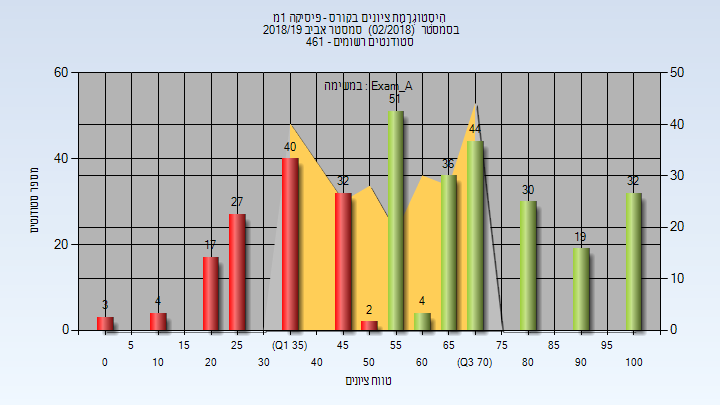 היסטוגרמת ציונים בקורס - פיסיקה 1מ
בסמסטר (02/2018) סמסטר אביב 2018/19
סטודנטים רשומים - 461
במשימה : Exam_A
60 40 20 0
מספר סטודנטים
50 40 30 20 10 0
3 4 17 27 40 32 2 51 4 36 44 30 19 32
5 15 25 (Q1 35) 45 55 65 75 85 95
0 10 20 30 40 50 60 (Q3 70) 80 90 100
טווח ציונים